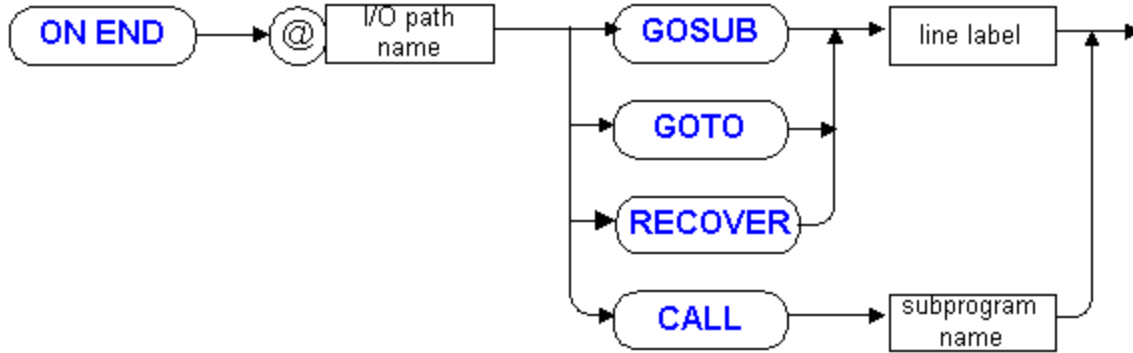 ON END
@
I/O path
name
GOSUB
line label
GOTO
RECOVER
CALL
subprogram
name